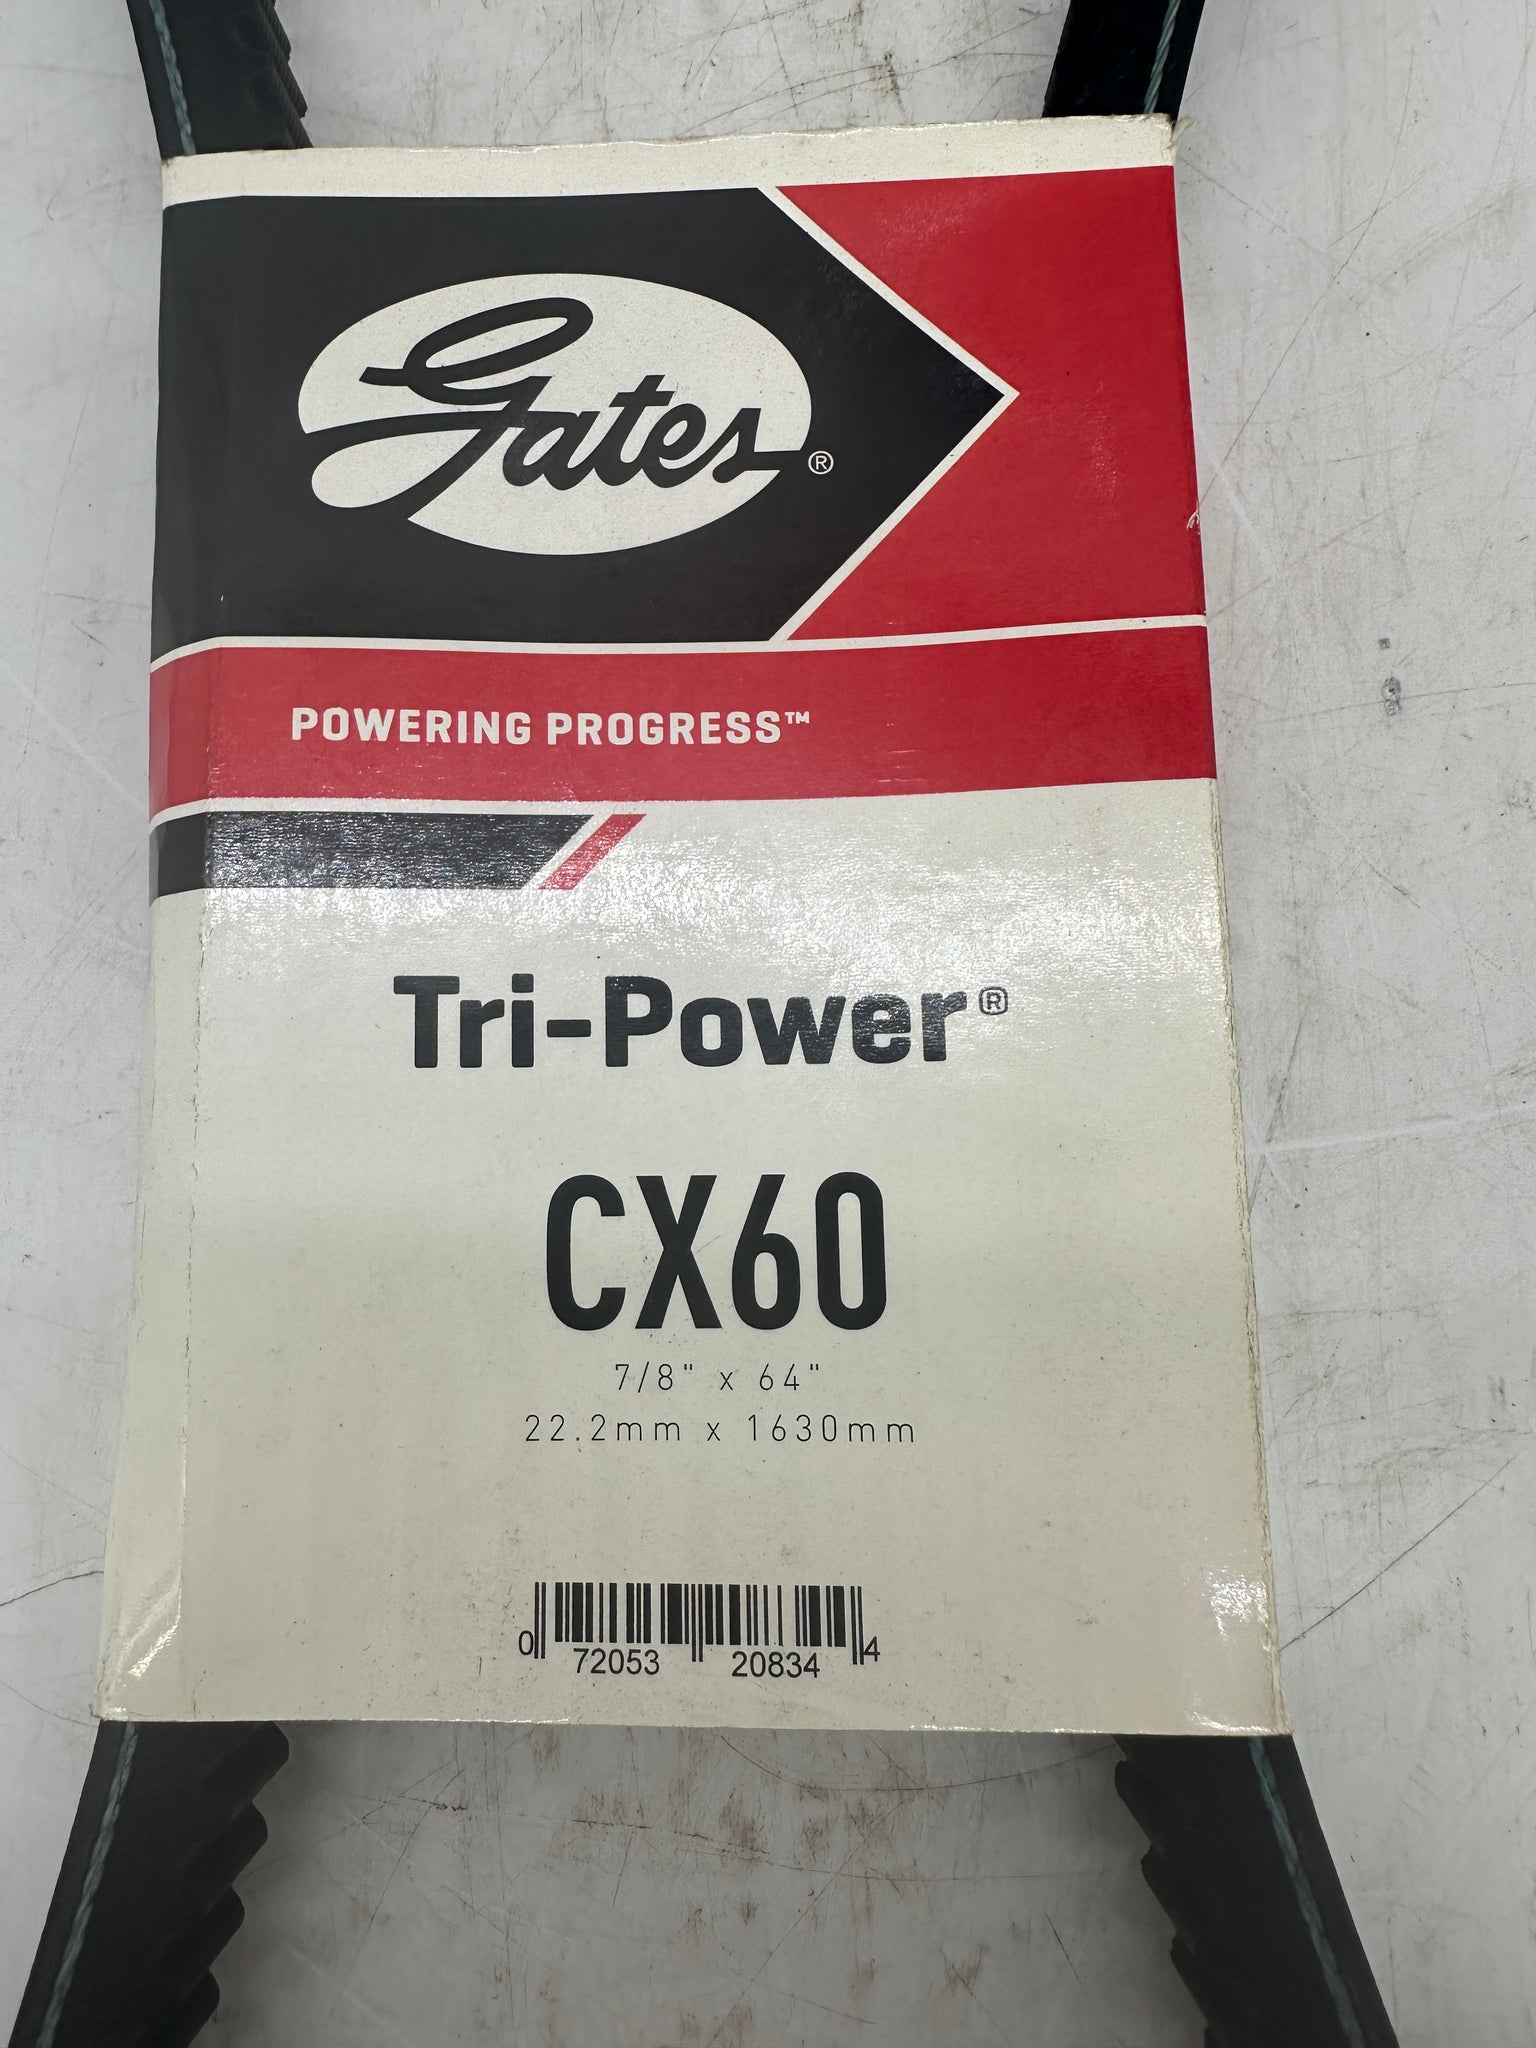 Gates®
POWERING PROGRESS™
Tri-Power®
CX60
7/8" x 64"
22.2mm x 1630mm
0 72053 20834 4